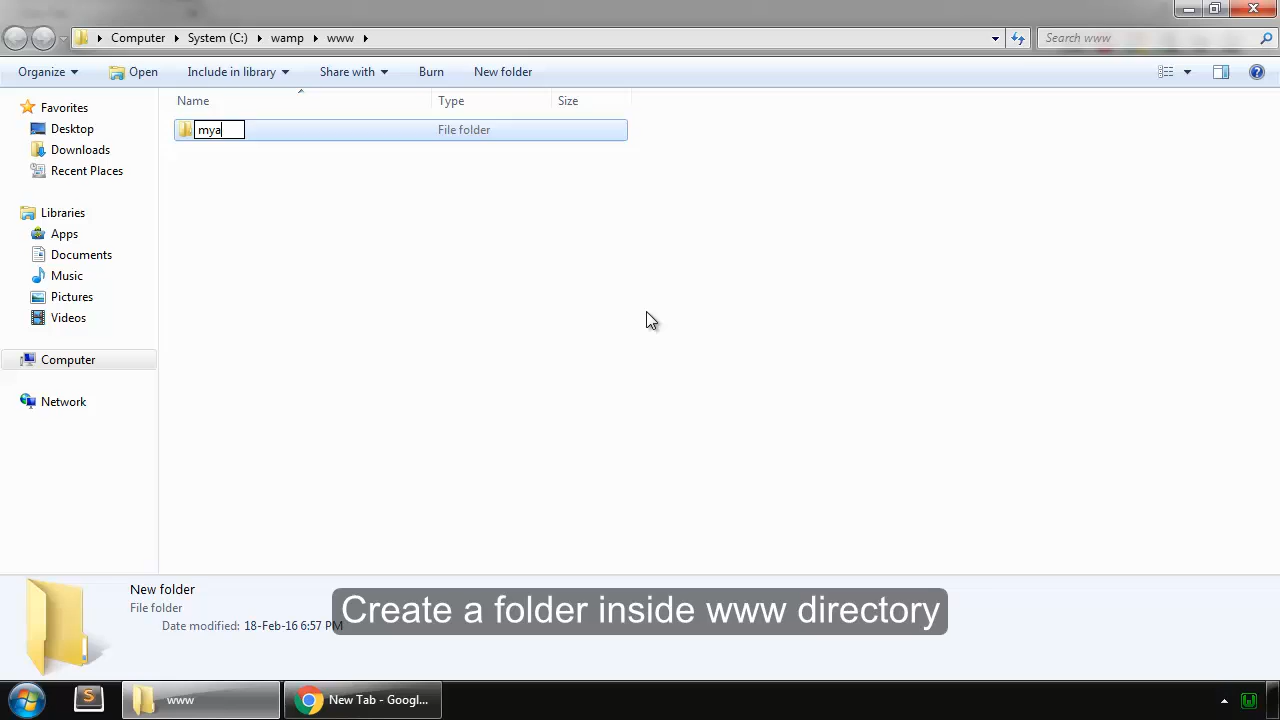 Computer System (C:) wamp www
Search www
Organize Open Include in library Share with Burn New folder
Name Type Size
mya File folder
Favorites
Desktop
Downloads
Recent Places
Libraries
Apps
Documents
Music
Pictures
Videos
Computer
Network
New folder
File folder
Date modified: 18-Feb-16 6:57 PM
Create a folder inside www directory
S www New Tab - Googl...